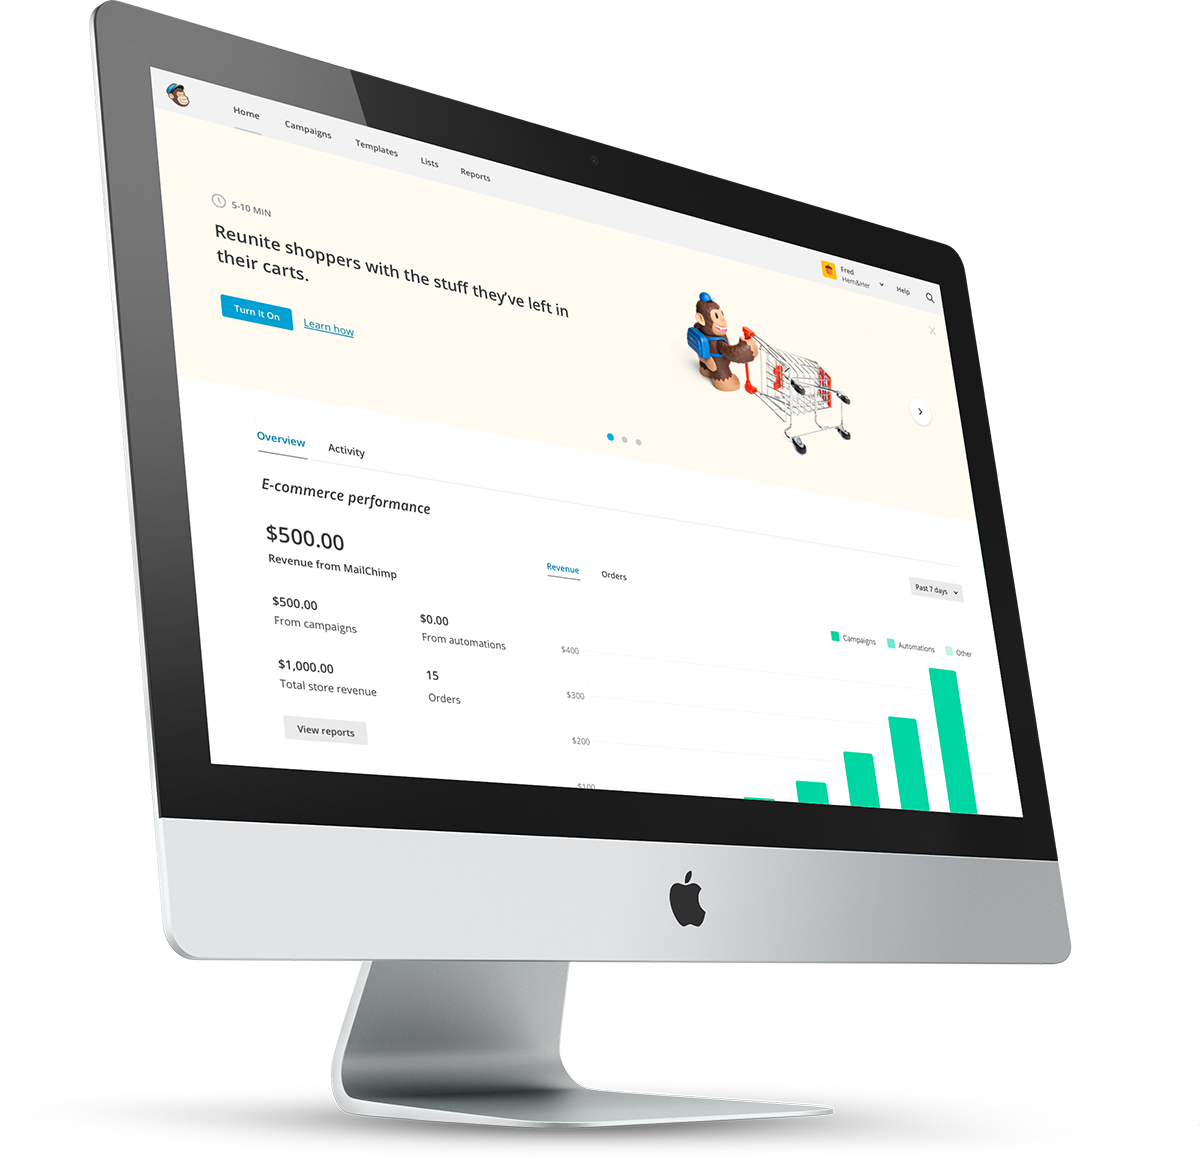 Home
Campaigns
Templates
Lists
Reports
Fred
Hem&Her
Help
5-10 MIN
Reunite shoppers with the stuff they've left in
their carts.
Turn It On
Learn how
Overview
Activity
E-commerce performance
$500.00
Revenue from MailChimp
$500.00
From campaigns
$0.00
From automations
$1,000.00
Total store revenue
15
Orders
View reports
Revenue
Orders
Past 7 days
Campaigns
Automations
Other
$400
$300
$200
$100